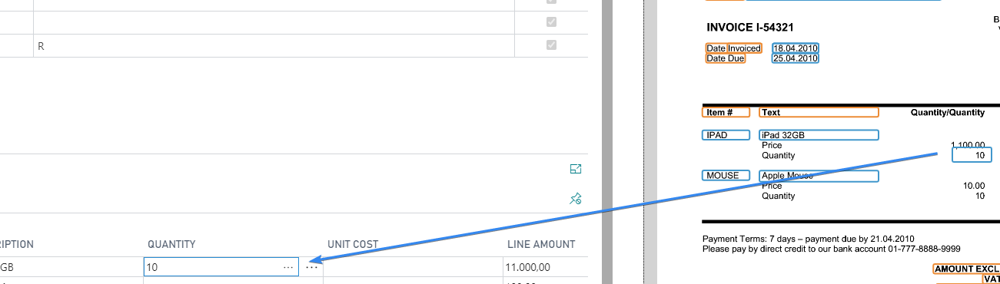 R
RIPTION
QUANTITY
UNIT COST
LINE AMOUNT
GB
10
...
...
11.000,00
INVOICE I-54321
Date Invoiced 18.04.2010
Date Due 25.04.2010
Item # Text Quantity/Quantity
IPAD iPad 32GB
Price 1,100.00
Quantity 10
MOUSE Apple Mouse
Price 10.00
Quantity 10
Payment Terms: 7 days – payment due by 21.04.2010
Please pay by direct credit to our bank account 01-777-8888-9999
AMOUNT EXCL
VAT